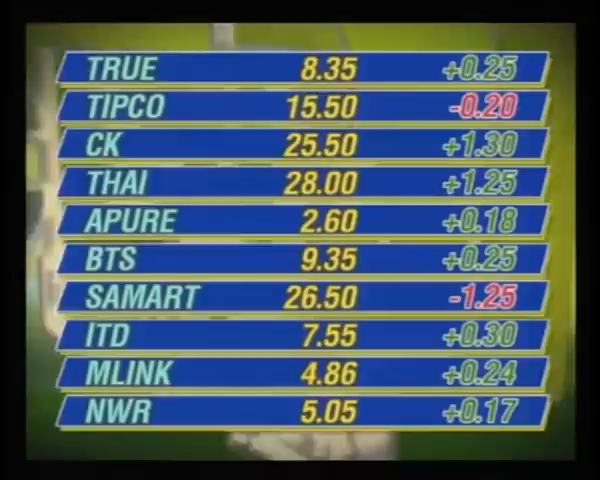 TRUE 8.35 +0.25
TIPCO 15.50 -0.20
CK 25.50 +1.30
THAI 28.00 +1.25
APURE 2.60 +0.18
BTS 9.35 +0.25
SAMART 26.50 -1.25
ITD 7.55 +0.30
MLINK 4.86 +0.24
NWR 5.05 +0.17